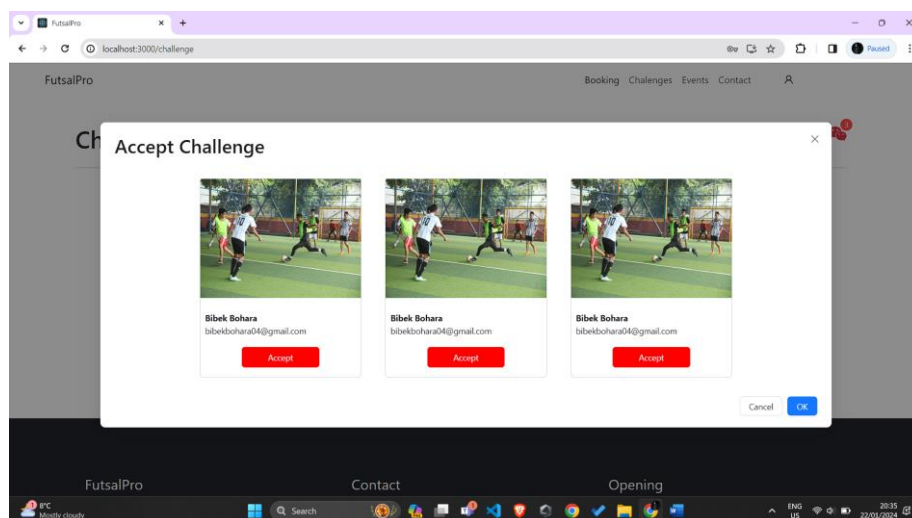 FutsalPro
localhost:3000/challenge
Paused
FutsalPro
Booking Chalenges Events Contact
Ch
Accept Challenge
Bibek Bohara
bibekbohara04@gmail.com
Accept
Bibek Bohara
bibekbohara04@gmail.com
Accept
Bibek Bohara
bibekbohara04@gmail.com
Accept
Cancel
OK
FutsalPro
Contact
Opening
8°C
Mostly cloudy
Search
ENG
US
20:35
22/01/2024